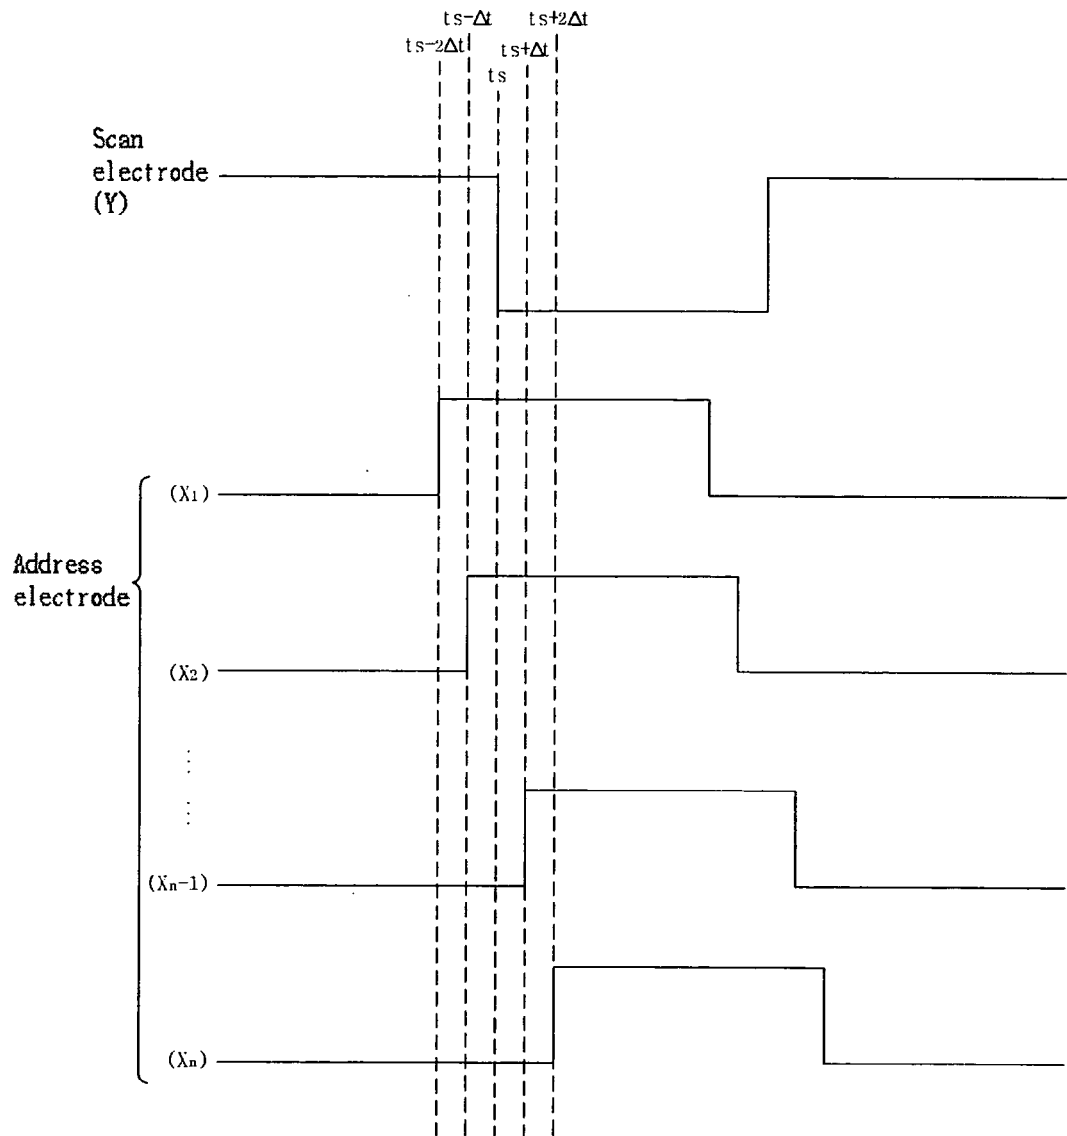 ts-Δt
ts+2Δt
ts-2Δt
ts+Δt
ts
Scan
electrode
(Y)
(X1)
Address
electrode
(X2)
(Xn-1)
(Xn)